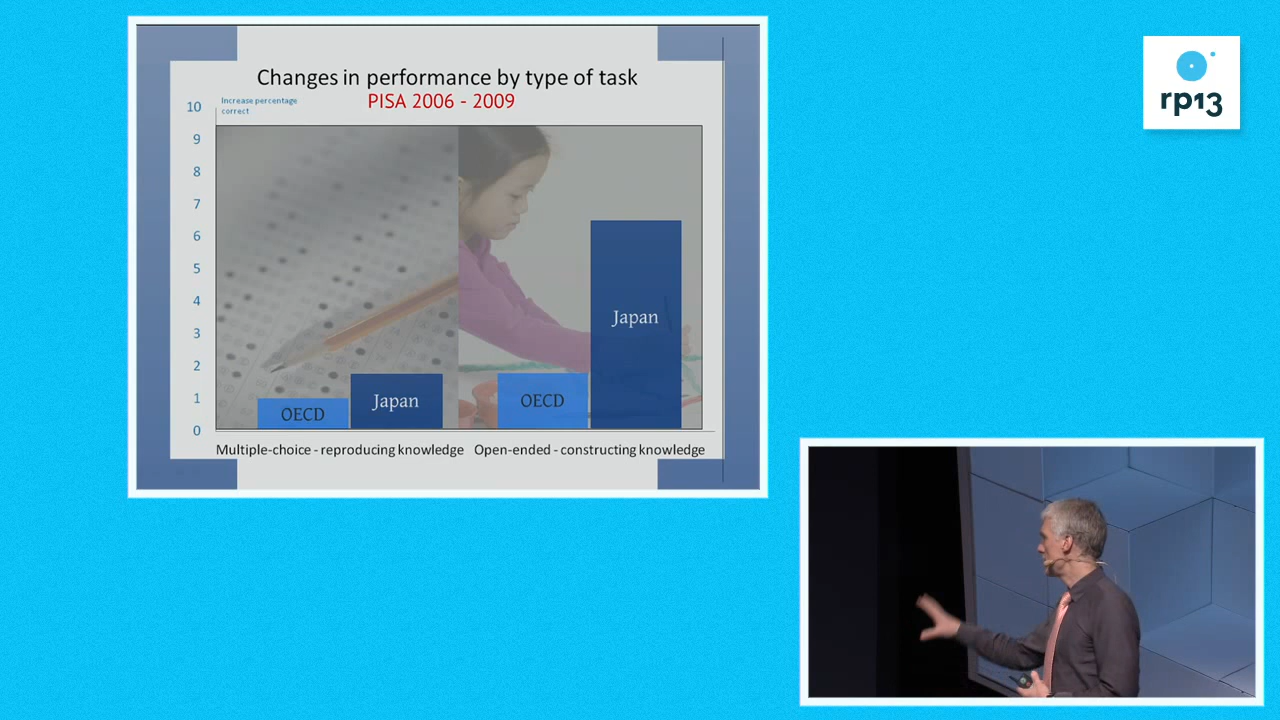 Changes in performance by type of task
PISA 2006 - 2009
Increase percentage
correct
10
9
8
7
6
5
4
3
2
1
0
OECD
Japan
OECD
Japan
Multiple-choice - reproducing knowledge
Open-ended - constructing knowledge
rp13